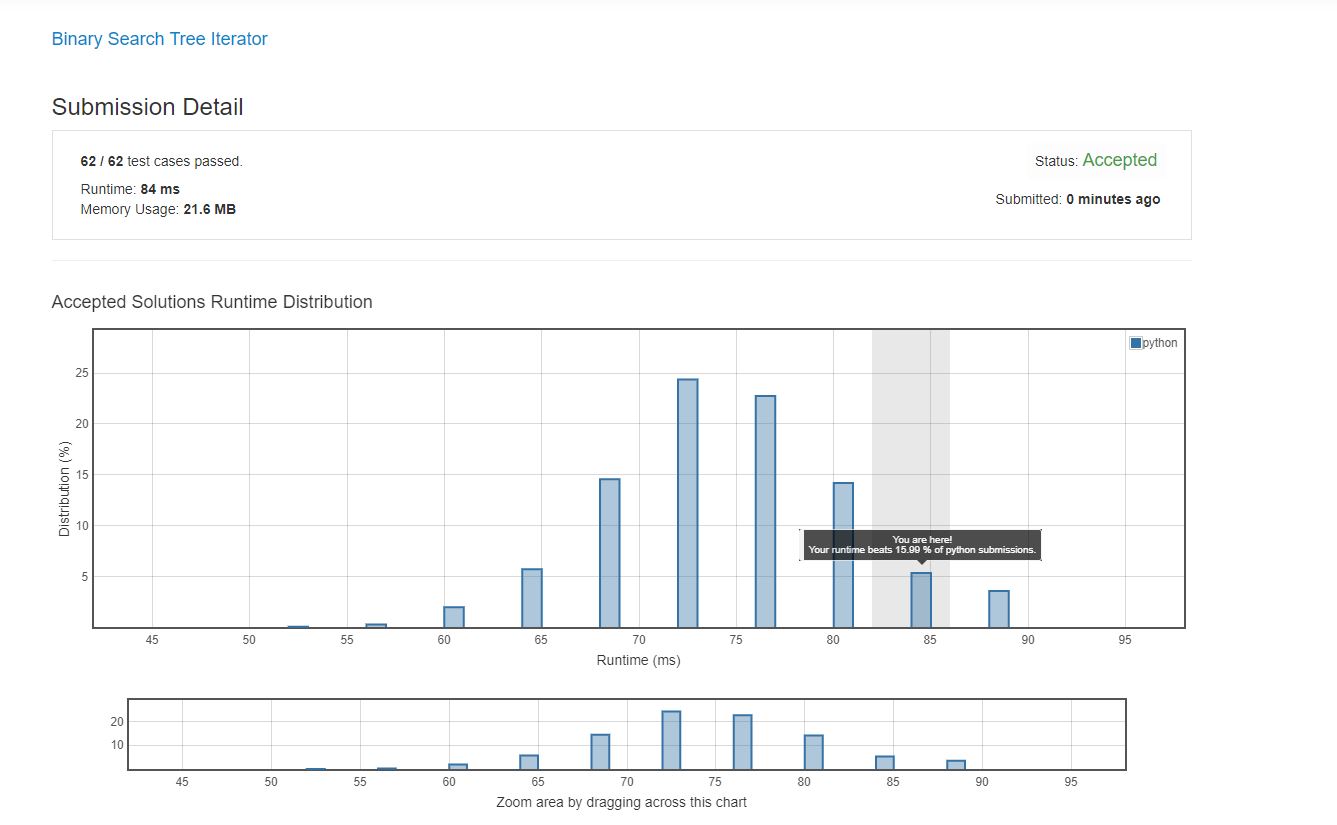 Binary Search Tree Iterator
Submission Detail
62 / 62 test cases passed.
Status: Accepted
Runtime: 84 ms
Submitted: 0 minutes ago
Memory Usage: 21.6 MB
Accepted Solutions Runtime Distribution
python
25
20
15
10
5
Distribution (%)
You are here!
Your runtime beats 15.99 % of python submissions.
45 50 55 60 65 70 75 80 85 90 95
Runtime (ms)
20
10
45 50 55 60 65 70 75 80 85 90 95
Zoom area by dragging across this chart